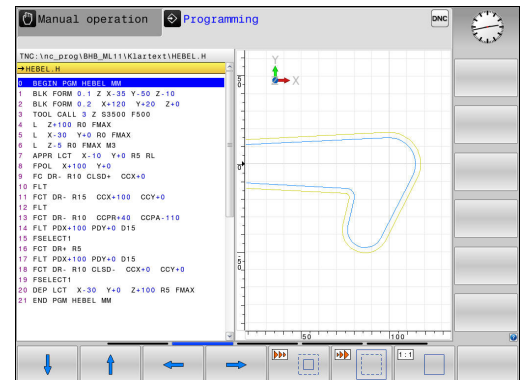 Manual operation
Programming
DNC
TNC:\nc_prog\BHB_ML11\Klartext\HEBEL.H
→HEBEL.H
0 BEGIN PGM HEBEL MM
1 BLK FORM 0.1 Z X-35 Y-50 Z-10
2 BLK FORM 0.2 X+120 Y+20 Z+0
3 TOOL CALL 3 Z S3500 F500
4 L Z+100 R0 FMAX
5 L X-30 Y+0 R0 FMAX
6 L Z-5 R0 FMAX M3
7 APPR LCT X-10 Y+0 R5 RL
8 FPOL X+100 Y+0
9 FC DR- R10 CLSD+ CCX+0
10 FLT
11 FCT DR- R15 CCX+100 CCY+0
12 FLT
13 FCT DR- R10 CCPR+40 CCPA-110
14 FLT PDX+100 PDY+0 D15
15 FSELECT1
16 FCT DR+ R5
17 FLT PDX+100 PDY+0 D15
18 FCT DR- R10 CLSD- CCX+0 CCY+0
19 FSELECT1
20 DEP LCT X-30 Y+0 Z+100 R5 FMAX
21 END PGM HEBEL MM
Y
X
50
0
-50
50
100
1:1